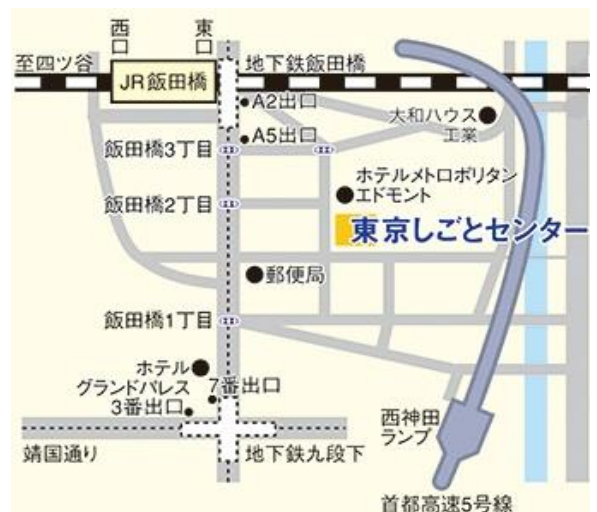 西口
東口
至四ツ谷
JR飯田橋
地下鉄飯田橋
A2出口
大和ハウス
工業
A5出口
飯田橋3丁目
ホテルメトロポリタン
エドモント
飯田橋2丁目
東京しごとセンター
郵便局
飯田橋1丁目
ホテル
グランドパレス
7番出口
3番出口
西神田
ランプ
靖国通り
地下鉄九段下
首都高速5号線